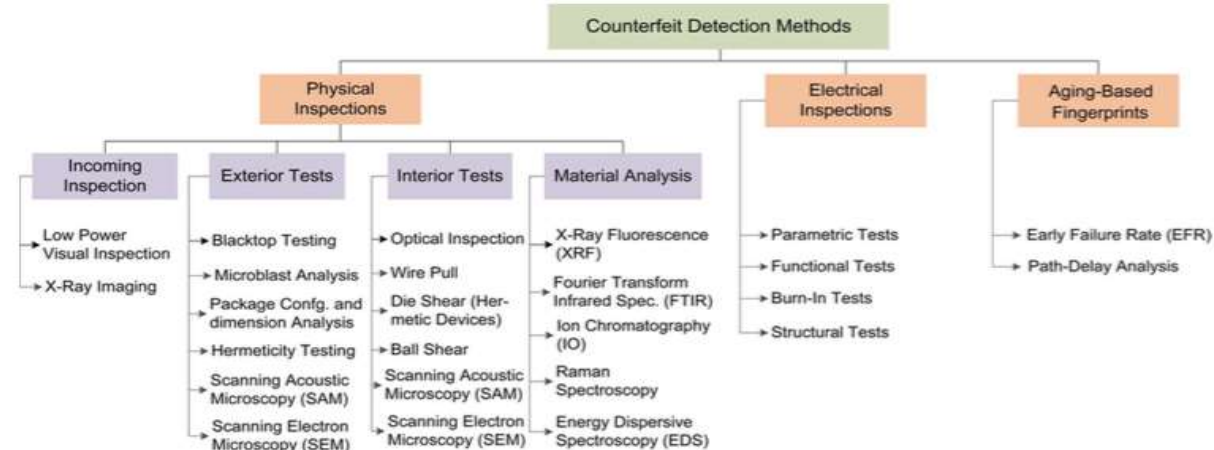 Counterfeit Detection Methods
Physical
Inspections
Electrical
Inspections
Aging-Based
Fingerprints
Incoming
Inspection
Exterior Tests
Interior Tests
Material Analysis
Low Power
Visual Inspection
X-Ray Imaging
Blacktop Testing
Microblast Analysis
Package Confg. and
dimension Analysis
Hermeticity Testing
Scanning Acoustic
Microscopy (SAM)
Scanning Electron
Microscopy (SEM)
Optical Inspection
Wire Pull
Die Shear (Her-
metic Devices)
Ball Shear
Scanning Acoustic
Microscopy (SAM)
Scanning Electron
Microscopy (SEM)
X-Ray Fluorescence
(XRF)
Fourier Transform
Infrared Spec. (FTIR)
Ion Chromatography
(IO)
Raman
Spectroscopy
Energy Dispersive
Spectroscopy (EDS)
Parametric Tests
Functional Tests
Burn-In Tests
Structural Tests
Early Failure Rate (EFR)
Path-Delay Analysis